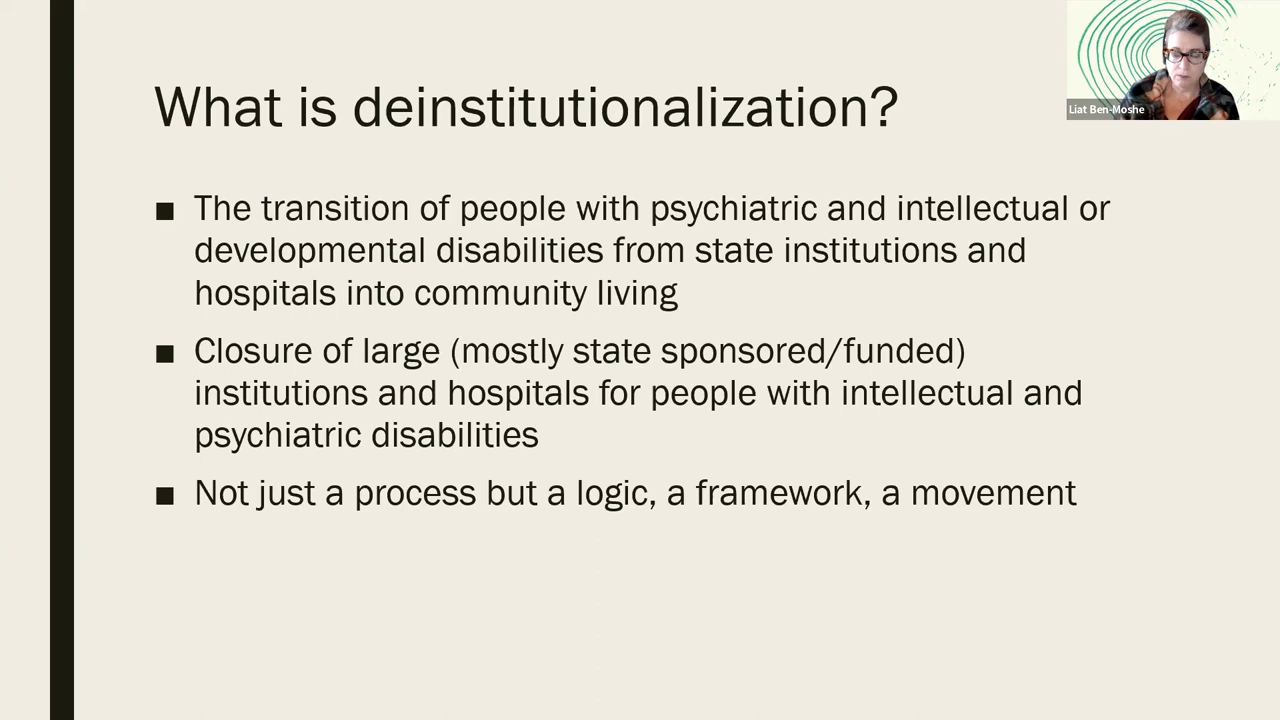 What is deinstitutionalization?
Liat Ben-Moshe
■ The transition of people with psychiatric and intellectual or
developmental disabilities from state institutions and
hospitals into community living
■ Closure of large (mostly state sponsored/funded)
institutions and hospitals for people with intellectual and
psychiatric disabilities
■ Not just a process but a logic, a framework, a movement